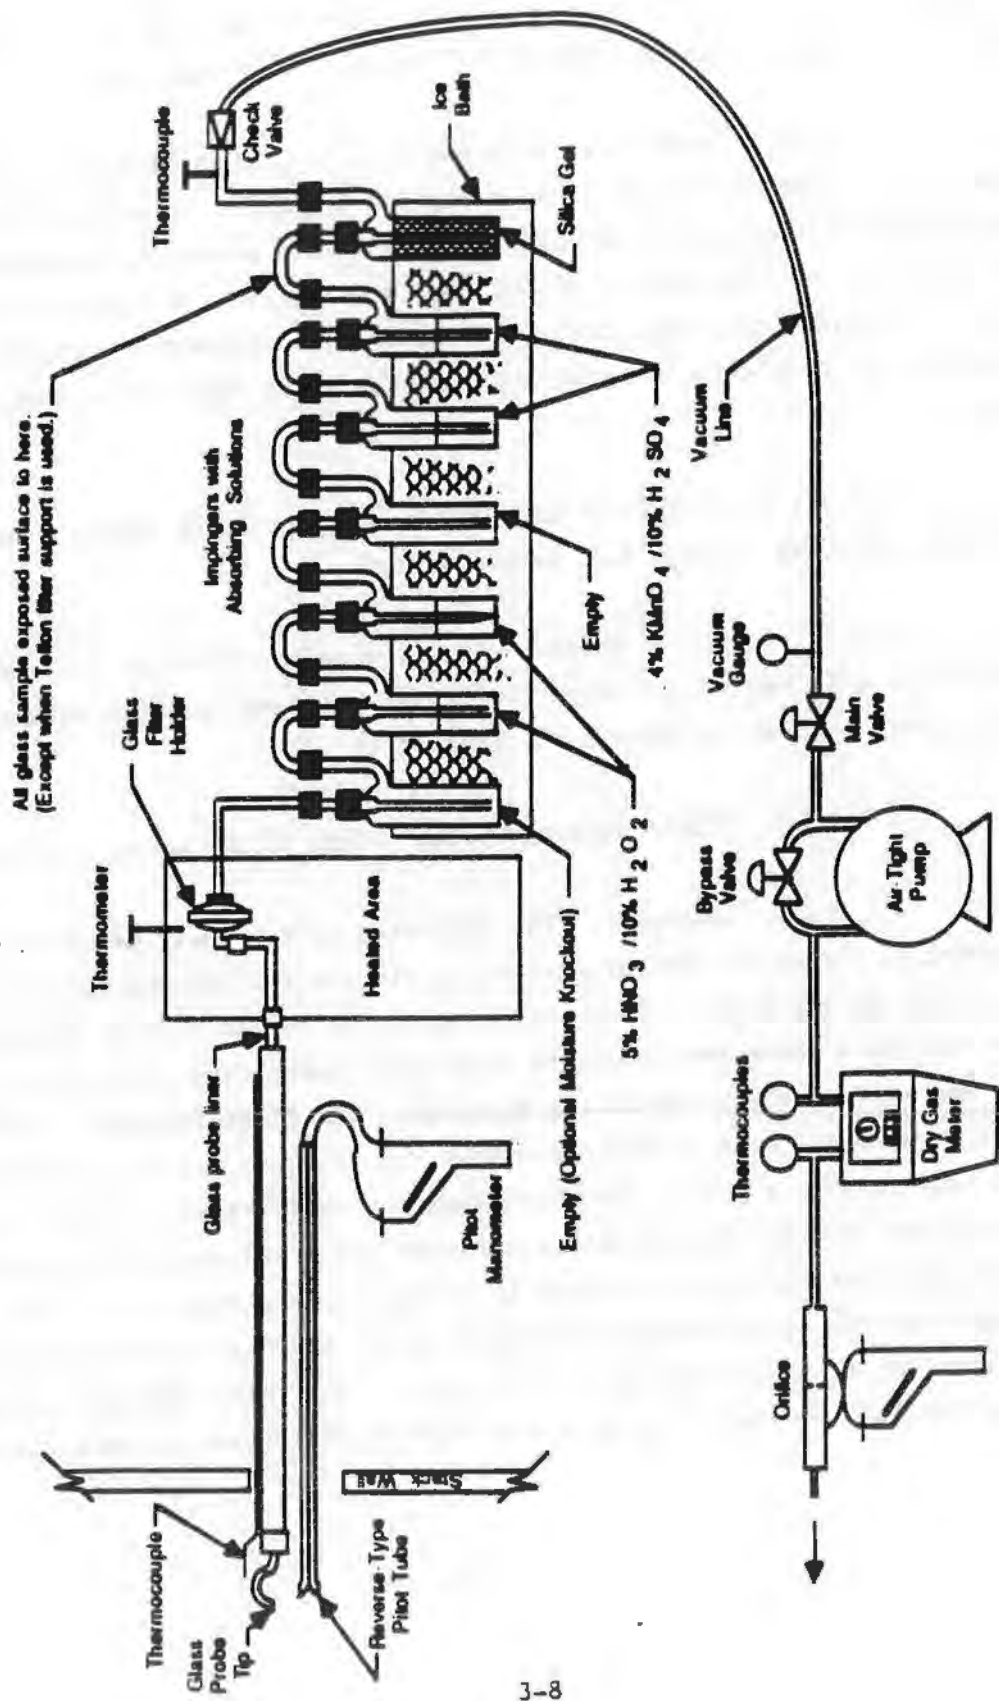 All glass sample exposed surface to here.
(Except when Teflon filter support is used.)
Thermometer
Glass
Filter
Holder
Thermocouple
Check
Valve
Impingers with
Absorbing Solutions
Ice
Bath
Silica Gel
Heated Area
Glass probe liner
Thermocouple
Glass
Probe
Tip
Stack Wall
Reverse-Type
Pitot Tube
Pitot
Manometer
Empty (Optional Moisture Knockout)
5% HNO3 /10% H2O2
Empty
4% KMnO4 /10% H2SO4
Vacuum
Line
Vacuum
Gauge
Main
Valve
Bypass
Valve
Air-Tight
Pump
Thermocouples
Dry Gas
Meter
Orifice
3-8